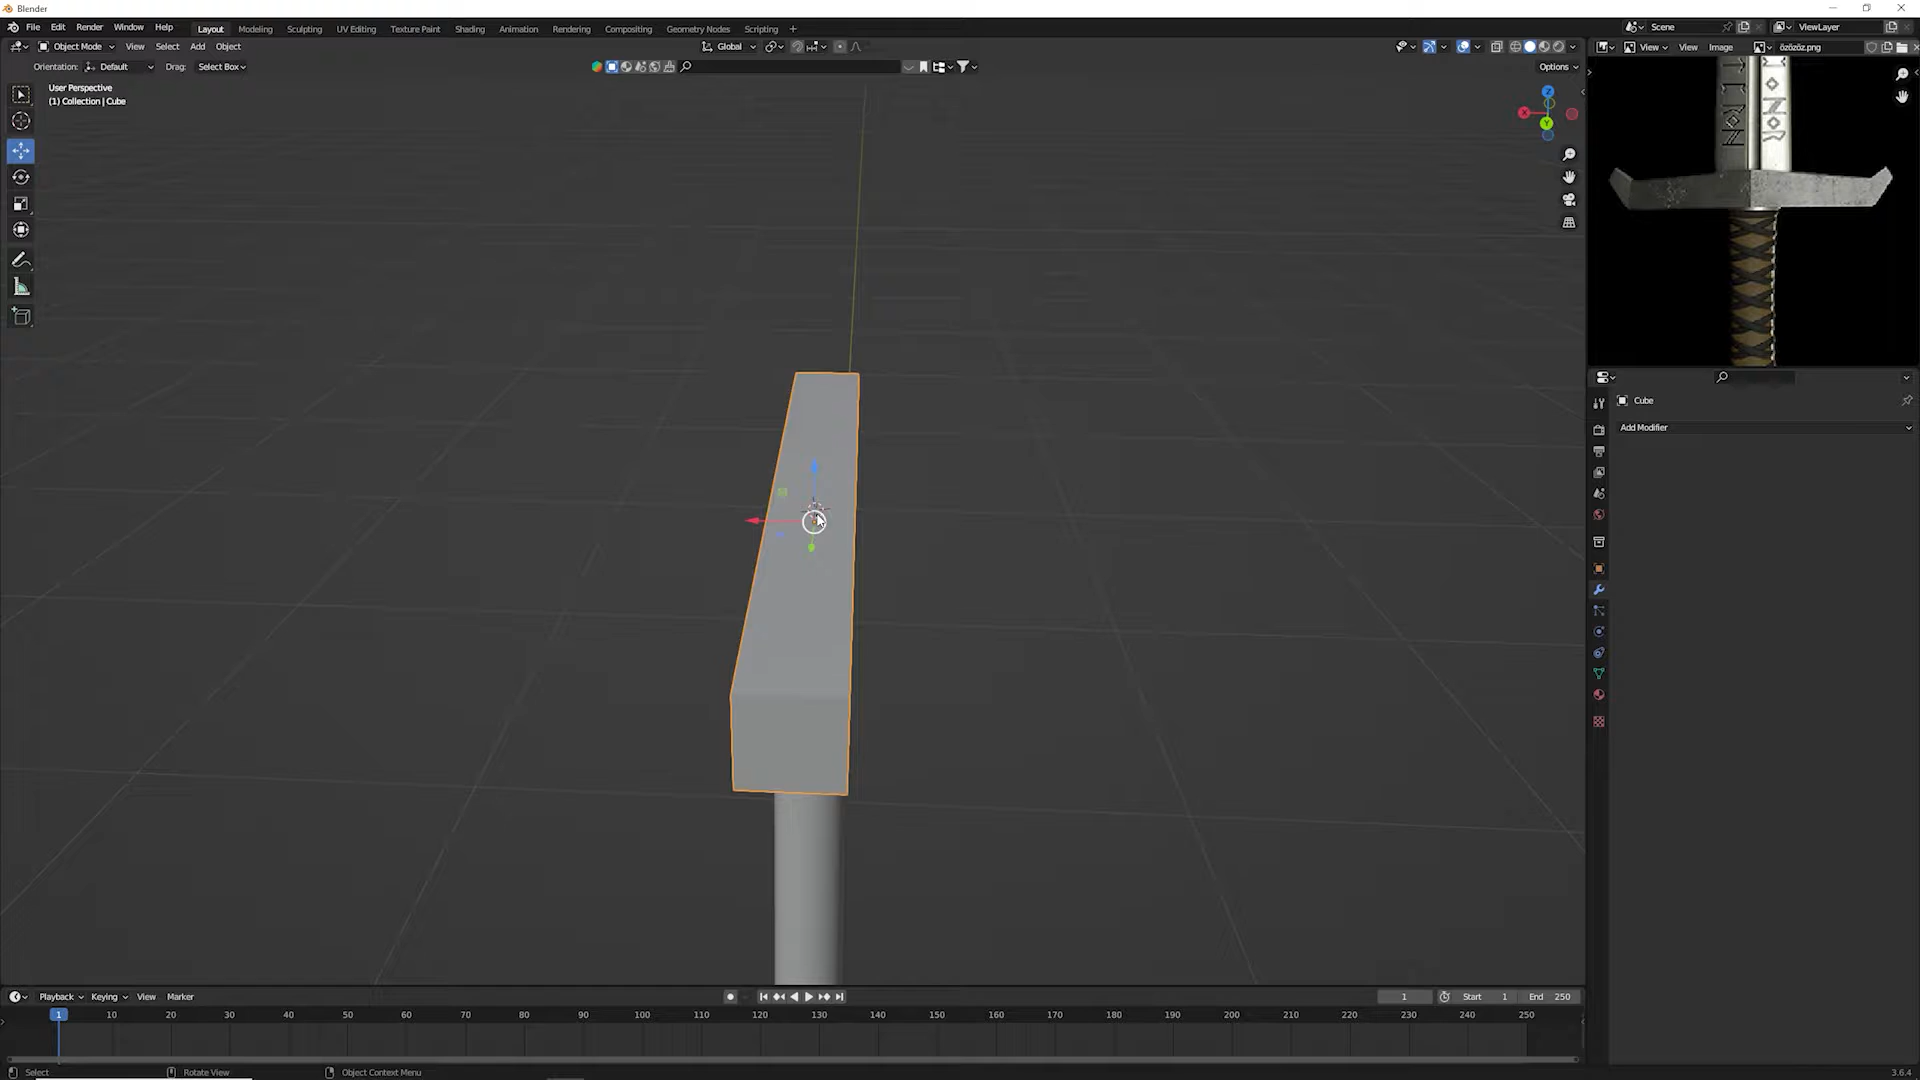 Blender
File Edit Render Window Help Layout Modeling Sculpting UV Editing Texture Paint Shading Animation Rendering Compositing Geometry Nodes Scripting + Scene ViewLayer
Object Mode View Select Add Object Global View View Image özözöz.png
Orientation: Default Drag: Select Box Options
User Perspective
(1) Collection | Cube
Z
X
Y
Cube
Add Modifier
Playback Keying View Marker 1 Start 1 End 250
1 10 20 30 40 50 60 70 80 90 100 110 120 130 140 150 160 170 180 190 200 210 220 230 240 250
Select Rotate View Object Context Menu 3.6.4